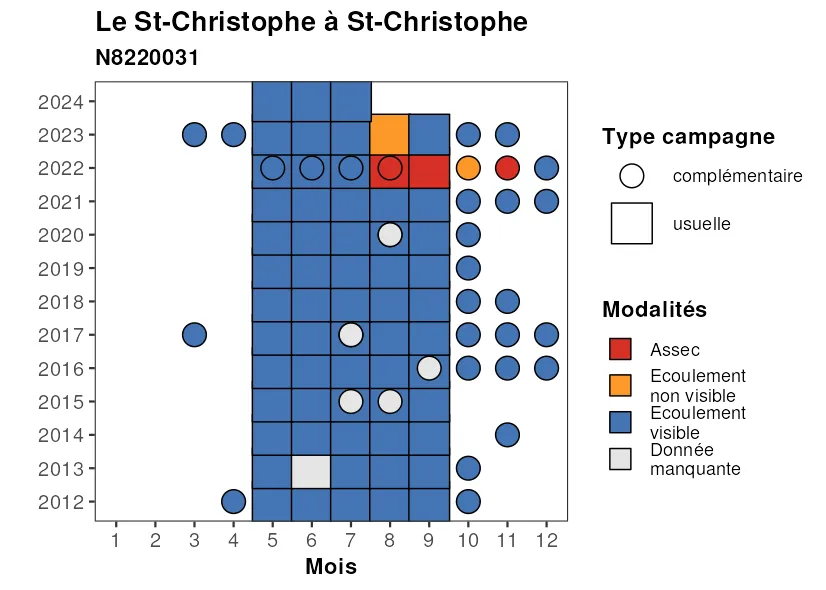 Le St-Christophe à St-Christophe
N8220031
2024
2023
2022
2021
2020
2019
2018
2017
2016
2015
2014
2013
2012
1 2 3 4 5 6 7 8 9 10 11 12
Mois
Type campagne
complémentaire
usuelle
Modalités
Assec
Ecoulement
non visible
Ecoulement
visible
Donnée
manquante